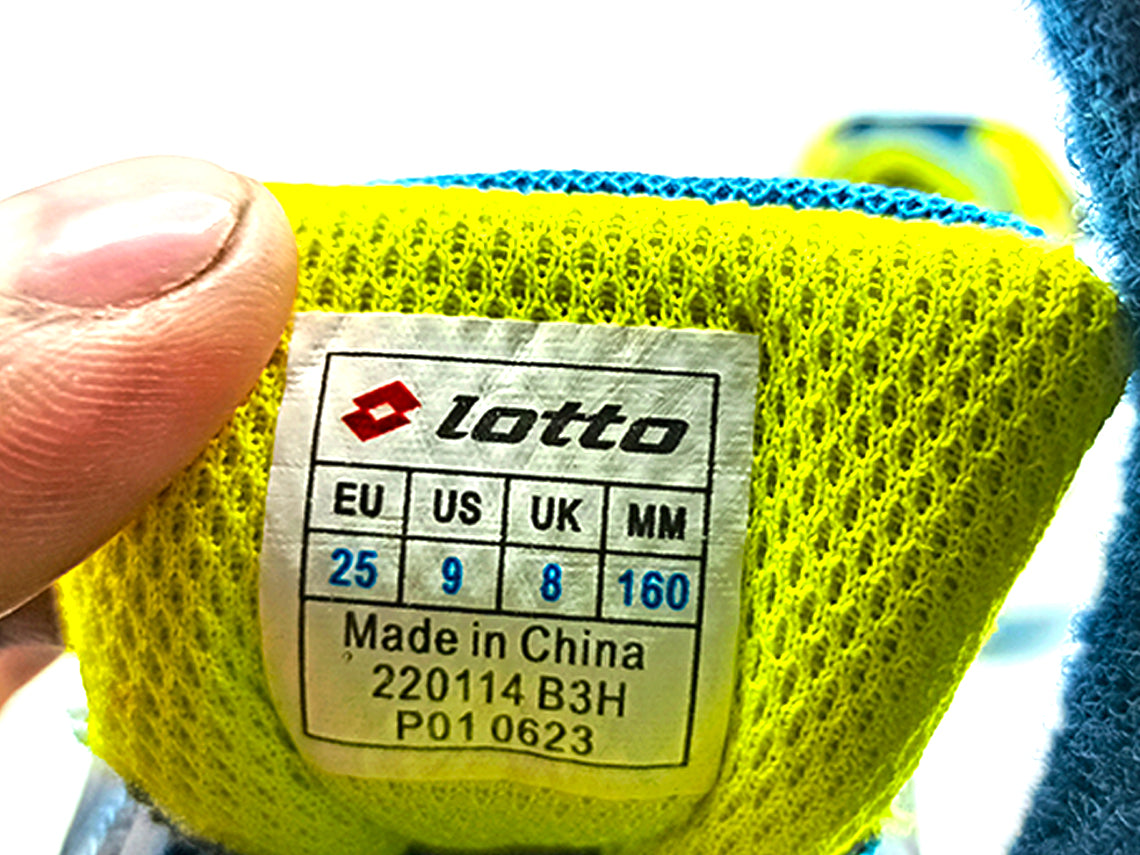 lotto
EU US UK MM
25 9 8 160
Made in China
220114 B3H
P01 0623